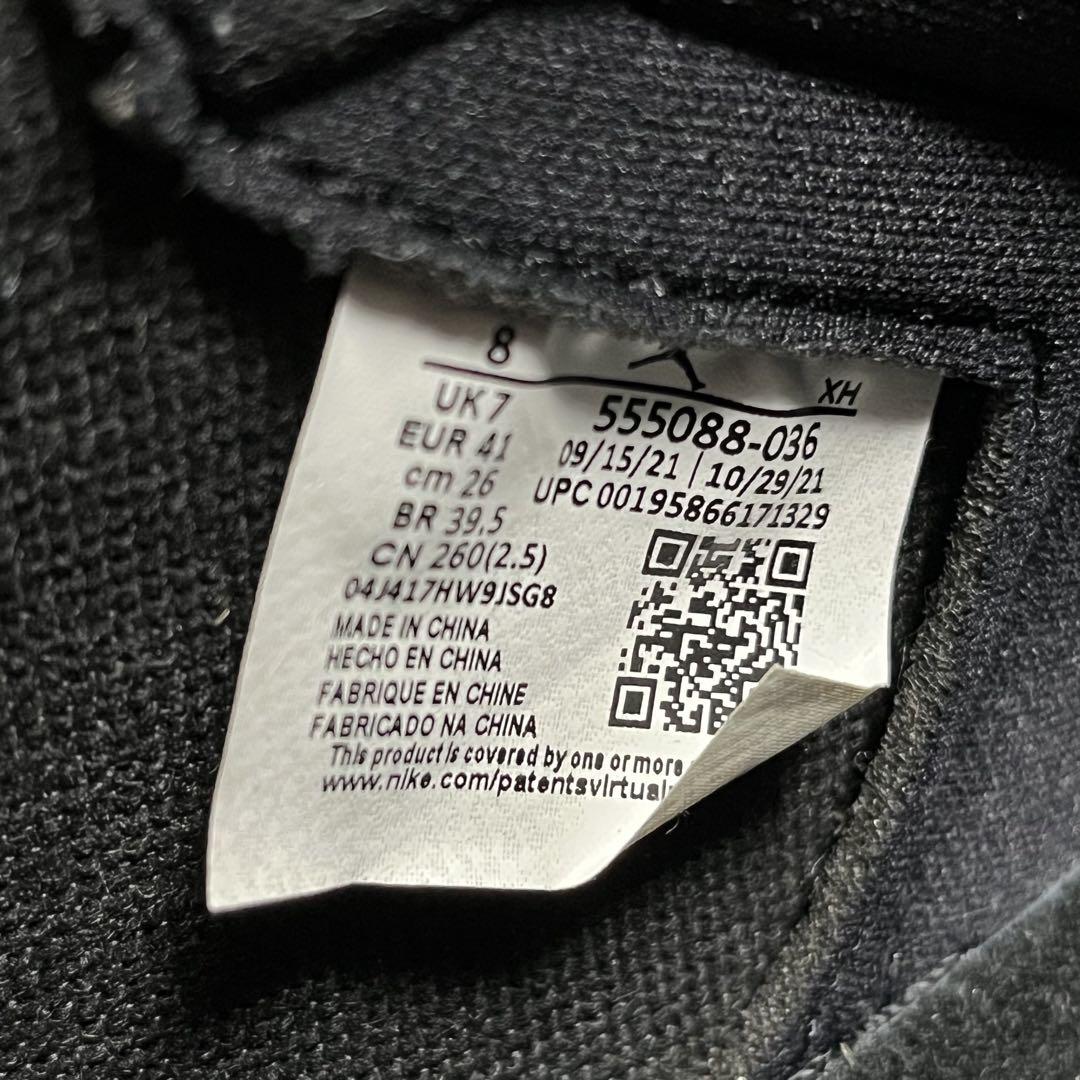 8
XH
UK 7
EUR 41
cm 26
BR 39.5
CN 260(2.5)
555088-036
09/15/21 | 10/29/21
UPC 00195866171329
04J417HW9JSG8
MADE IN CHINA
HECHO EN CHINA
FABRIQUE EN CHINE
FABRICADO NA CHINA
This product is covered by one or more
www.nike.com/patentsvirtual